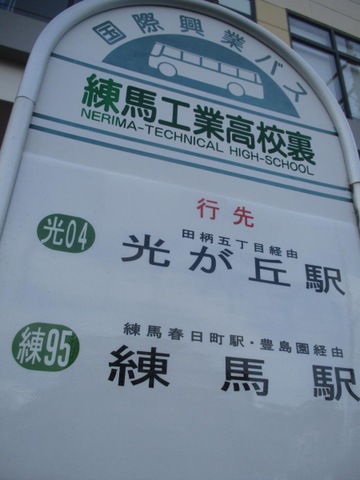 国際興業バス
練馬工業高校裏
NERIMA-TECHNICAL HIGH-SCHOOL
行先
田柄五丁目経由
光04 光が丘駅
練馬春日町駅・豊島園経由
練95 練馬駅